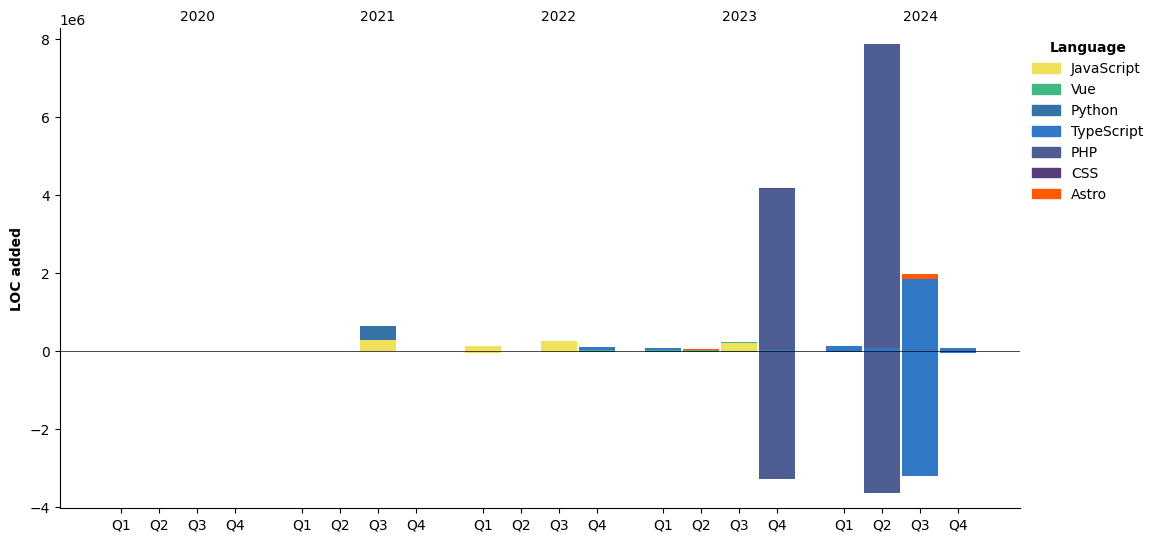 2020 2021 2022 2023 2024
1e6
Language
JavaScript
Vue
Python
TypeScript
PHP
CSS
Astro
8
6
4
2
0
−2
−4
LOC added
Q1 Q2 Q3 Q4 Q1 Q2 Q3 Q4 Q1 Q2 Q3 Q4 Q1 Q2 Q3 Q4 Q1 Q2 Q3 Q4